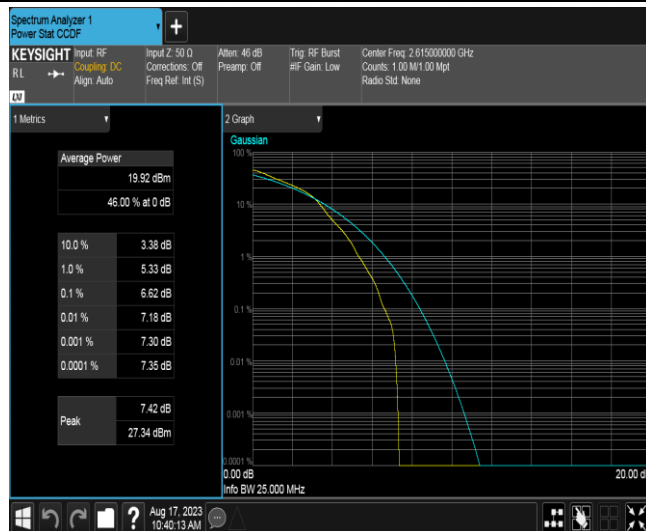 Spectrum Analyzer 1
Power Stat CCDF
+
KEYSIGHT
RL
LXI
Input: RF
Coupling: DC
Align: Auto
Input Z: 50 Ω
Corrections: Off
Freq Ref: Int (S)
Atten: 46 dB
Preamp: Off
Trig: RF Burst
#IF Gain: Low
Center Freq: 2.615000000 GHz
Counts: 1.00 M/1.00 Mpt
Radio Std: None
1 Metrics
Average Power
19.92 dBm
46.00 % at 0 dB
10.0 % 3.38 dB
1.0 % 5.33 dB
0.1 % 6.62 dB
0.01 % 7.18 dB
0.001 % 7.30 dB
0.0001 % 7.35 dB
Peak
7.42 dB
27.34 dBm
2 Graph
Gaussian
100 %
10 %
1 %
0.1 %
0.01 %
0.001 %
0.0001 %
0.00 dB
20.00 d
Info BW 25.000 MHz
?
Aug 17, 2023
10:40:13 AM